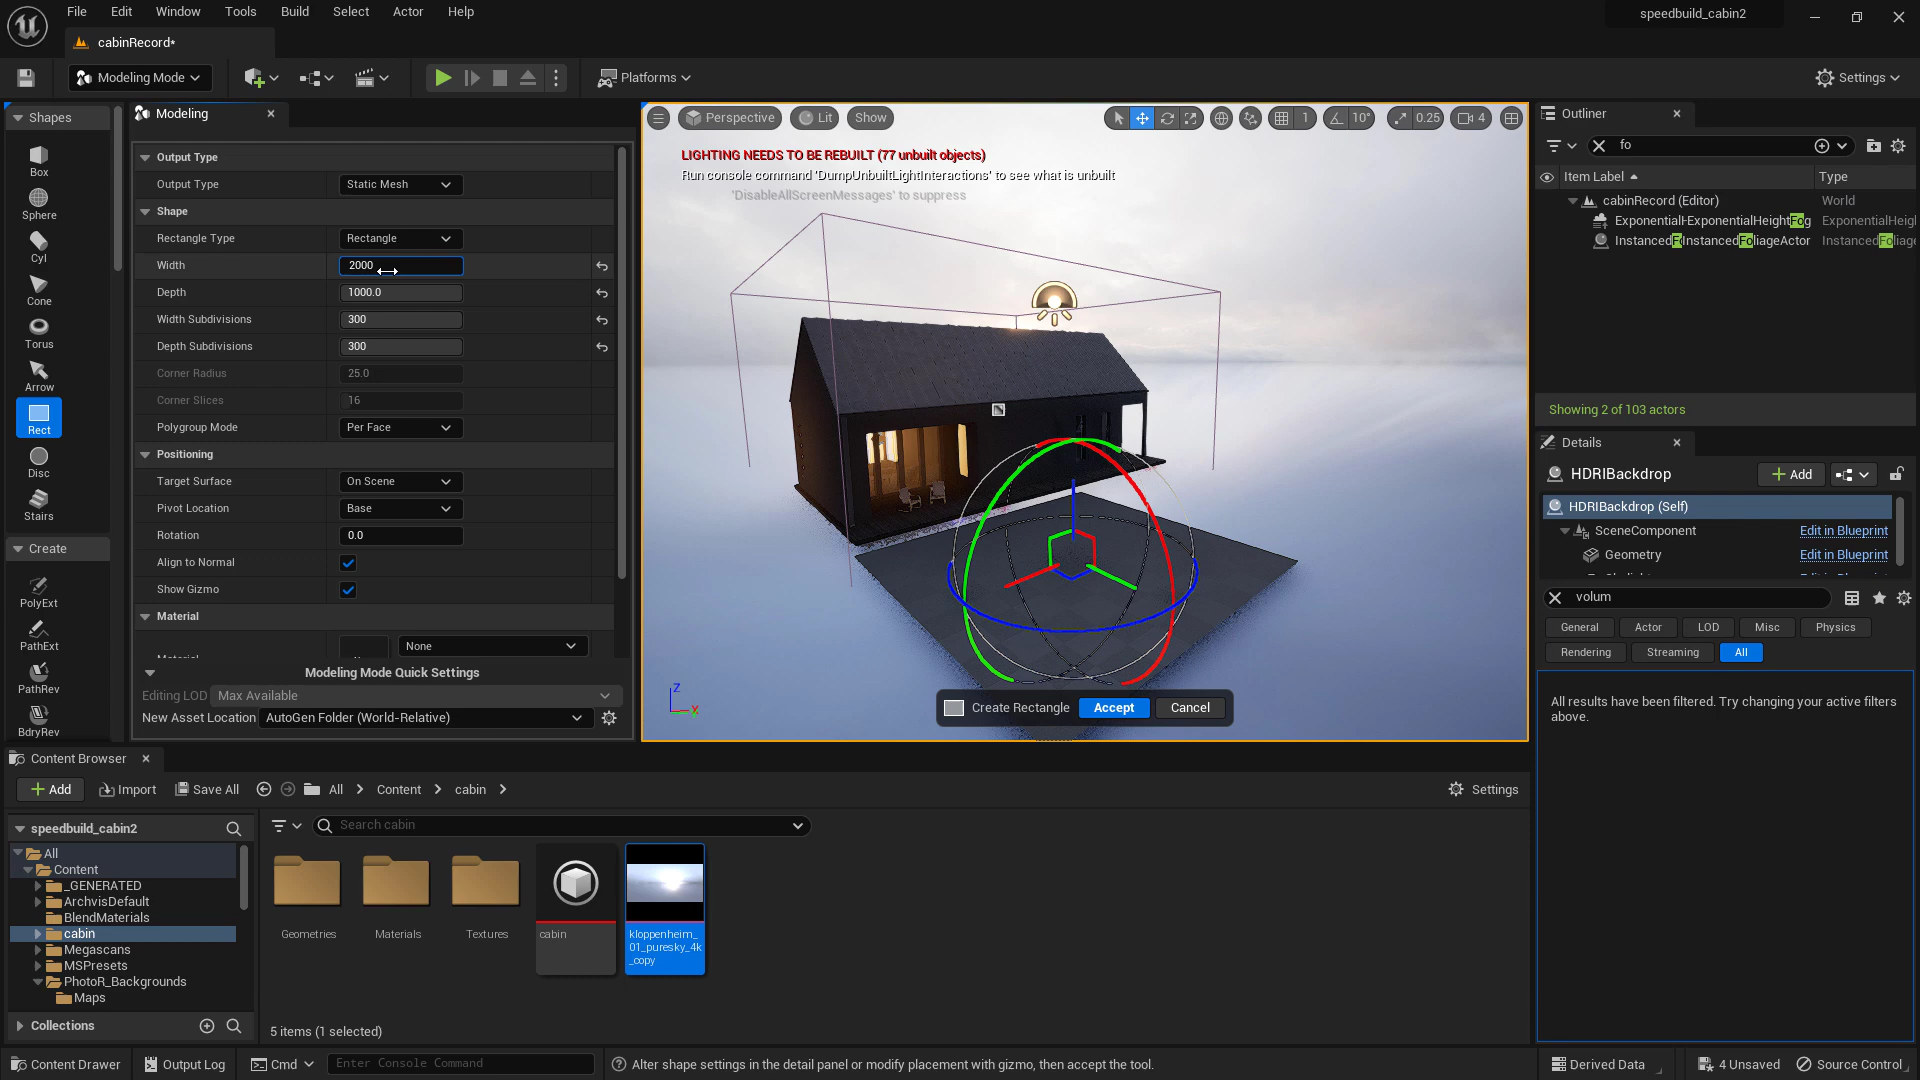 File Edit Window Tools Build Select Actor Help
speedbuild_cabin2
cabinRecord*
Modeling Mode
Platforms
Settings
Shapes
Box
Sphere
Cyl
Cone
Torus
Arrow
Rect
Disc
Stairs
Create
PolyExt
PathExt
PathRev
BdryRev
Modeling
Output Type
Output Type Static Mesh
Shape
Rectangle Type Rectangle
Width 2000
Depth 1000.0
Width Subdivisions 300
Depth Subdivisions 300
Corner Radius 25.0
Corner Slices 16
Polygroup Mode Per Face
Positioning
Target Surface On Scene
Pivot Location Base
Rotation 0.0
Align to Normal
Show Gizmo
Material
None
Modeling Mode Quick Settings
Editing LOD Max Available
New Asset Location AutoGen Folder (World-Relative)
Perspective Lit Show
1 10° 0.25 4
LIGHTING NEEDS TO BE REBUILT (77 unbuilt objects)
Run console command 'DumpUnbuiltLightInteractions' to see what is unbuilt
'DisableAllScreenMessages' to suppress
Z
Y
Create Rectangle Accept Cancel
Outliner
fo
Item Label Type
cabinRecord (Editor) World
ExponentialHeightFog
InstancedFoliageActor
Showing 2 of 103 actors
Details
HDRIBackdrop Add
HDRIBackdrop (Self)
SceneComponent Edit in Blueprint
Geometry Edit in Blueprint
volum
General Actor LOD Misc Physics
Rendering Streaming All
All results have been filtered. Try changing your active filters
above.
Content Browser
Add Import Save All All Content cabin Settings
speedbuild_cabin2
All
Content
_GENERATED
ArchvisDefault
BlendMaterials
cabin
Megascans
MSPresets
PhotoR_Backgrounds
Maps
Collections
Search cabin
Geometries
Materials
Textures
cabin
kloppenheim_
01_puresky_4k
_copy
5 items (1 selected)
Content Drawer Output Log Cmd Enter Console Command Alter shape settings in the detail panel or modify placement with gizmo, then accept the tool. Derived Data 4 Unsaved Source Control